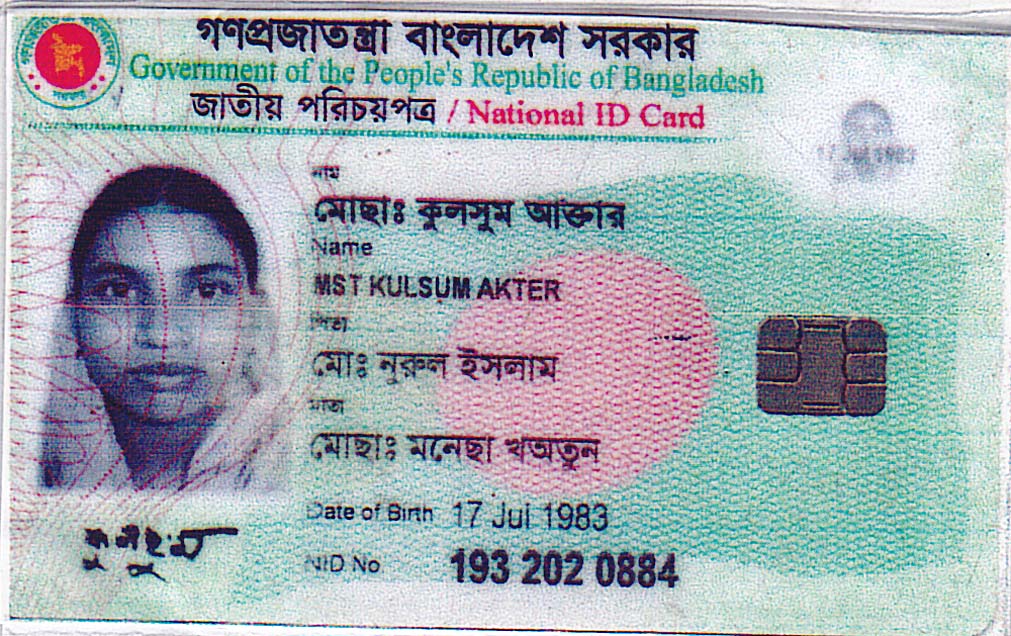 গণপ্রজাতন্ত্রী বাংলাদেশ সরকার
Government of the People's Republic of Bangladesh
জাতীয় পরিচয়পত্র / National ID Card
17 Jul 1983
নাম
মোছাঃ কুলসুম আক্তার
Name
MST KULSUM AKTER
পিতা
মোঃ নুরুল ইসলাম
মাতা
মোছাঃ মনেছা খঅতুন
Date of Birth 17 Jul 1983
NID No 193 202 0884
কুলছুম